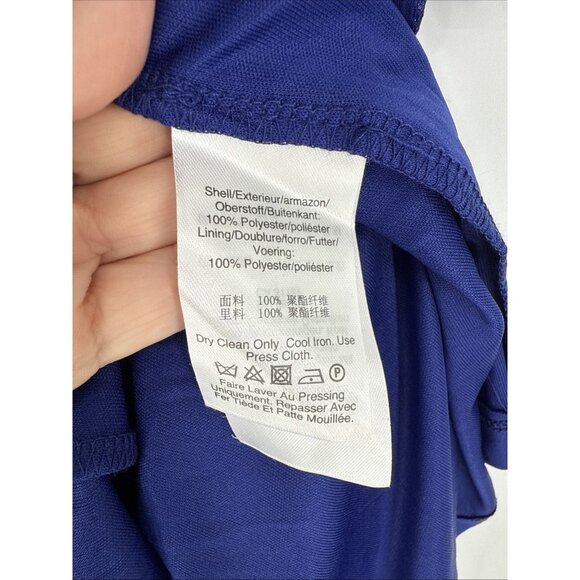 Shell/Exterieur/armazon/
Oberstoff/Buitenkant:
100% Polyester/poliéster
Lining/Doublure/forro/Futter/
Voering:
100% Polyester/poliéster
面料 100% 聚酯纤维
里料 100% 聚酯纤维
Dry Clean Only Cool Iron. Use
Press Cloth.
P
Faire Laver Au Pressing
Uniquement. Repasser Avec
Fer Tiède Et Patte Mouillée.